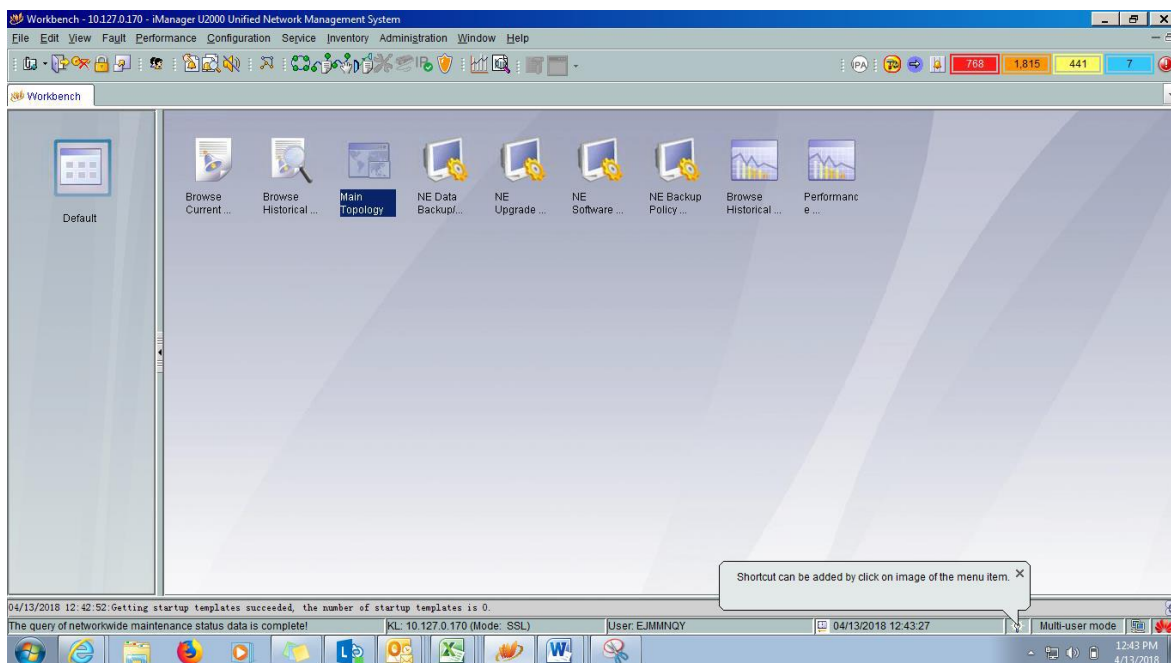 Workbench - 10.127.0.170 - iManager U2000 Unified Network Management System
File Edit View Fault Performance Configuration Service Inventory Administration Window Help
PA 768 1,815 441 7
Workbench
Default
Browse Current ...
Browse Historical ...
Main Topology
NE Data Backup/...
NE Upgrade ...
NE Software ...
NE Backup Policy ...
Browse Historical ...
Performanc e ...
Shortcut can be added by click on image of the menu item.
04/13/2018 12:42:52:Getting startup templates succeeded, the number of startup templates is 0.
The query of networkwide maintenance status data is complete! KL: 10.127.0.170 (Mode: SSL) User: EJMMNQY 04/13/2018 12:43:27 Multi-user mode
12:43 PM
4/13/2018